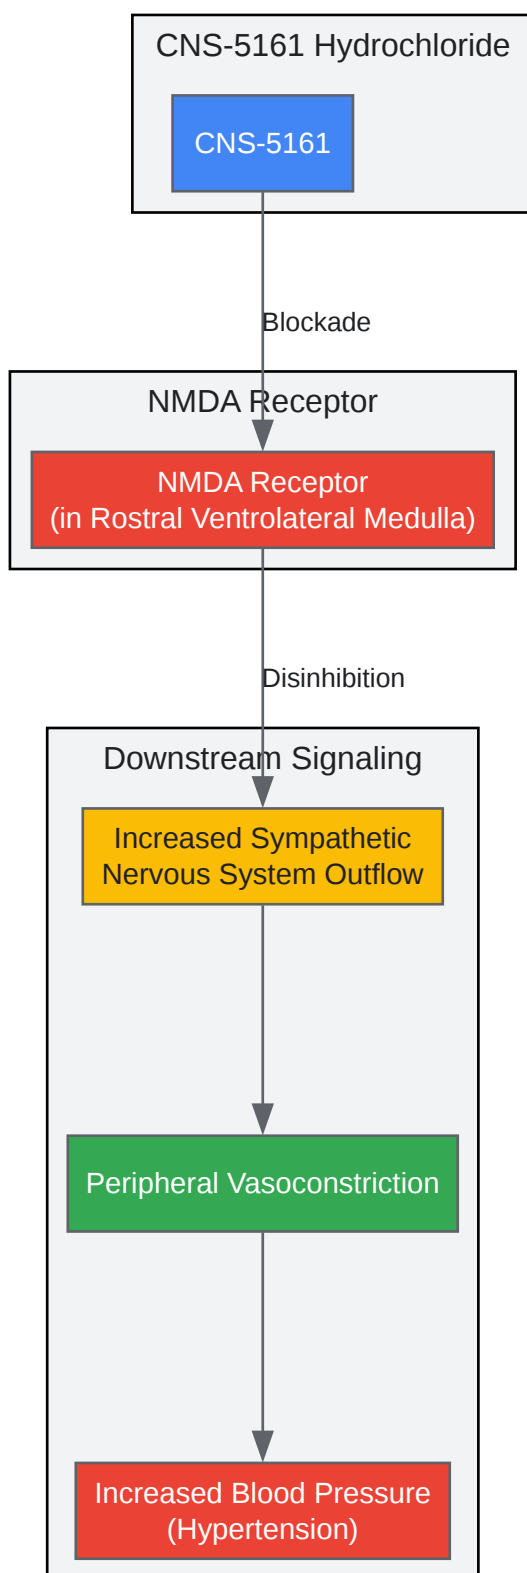 CNS-5161 Hydrochloride
CNS-5161
Blockade
NMDA Receptor
NMDA Receptor
(in Rostral Ventrolateral Medulla)
Disinhibition
Downstream Signaling
Increased Sympathetic
Nervous System Outflow
Peripheral Vasoconstriction
Increased Blood Pressure
(Hypertension)